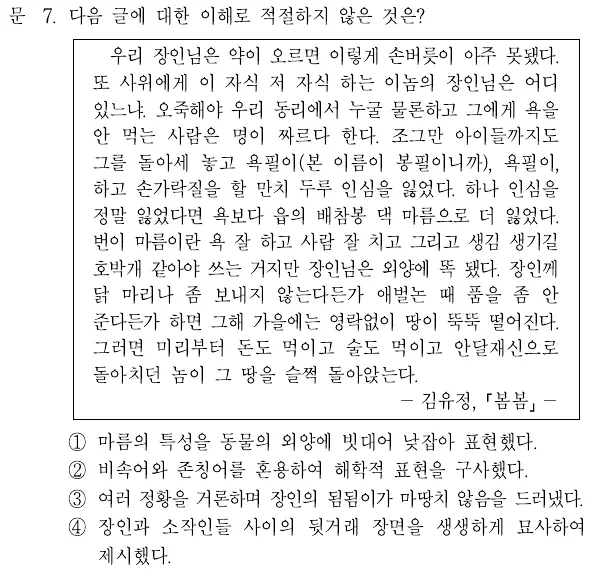 문 7. 다음 글에 대한 이해로 적절하지 않은 것은?
우리 장인님은 약이 오르면 이렇게 손버릇이 아주 못됐다.
또 사위에게 이 자식 저 자식 하는 이놈의 장인님은 어디
있느냐. 오죽해야 우리 동리에서 누굴 물론하고 그에게 욕을
안 먹는 사람은 명이 짜르다 한다. 조그만 아이들까지도
그를 돌아세 놓고 욕필이(본 이름이 봉필이니까), 욕필이,
하고 손가락질을 할 만치 두루 인심을 잃었다. 하나 인심을
정말 잃었다면 욕보다 읍의 배참봉 댁 마름으로 더 잃었다.
번이 마름이란 욕 잘 하고 사람 잘 치고 그리고 생김 생기길
호박개 같아야 쓰는 거지만 장인님은 외양에 똑 됐다. 장인께
닭 마리나 좀 보내지 않는다든가 애벌논 때 품을 좀 안
준다든가 하면 그해 가을에는 영락없이 땅이 뚝뚝 떨어진다.
그러면 미리부터 돈도 먹이고 술도 먹이고 안달재신으로
돌아치던 놈이 그 땅을 슬쩍 돌아앉는다.
－ 김유정, ｢봄봄｣ －
① 마름의 특성을 동물의 외양에 빗대어 낮잡아 표현했다.
② 비속어와 존칭어를 혼용하여 해학적 표현을 구사했다.
③ 여러 정황을 거론하며 장인의 됨됨이가 마땅치 않음을 드러냈다.
④ 장인과 소작인들 사이의 뒷거래 장면을 생생하게 묘사하여
제시했다.